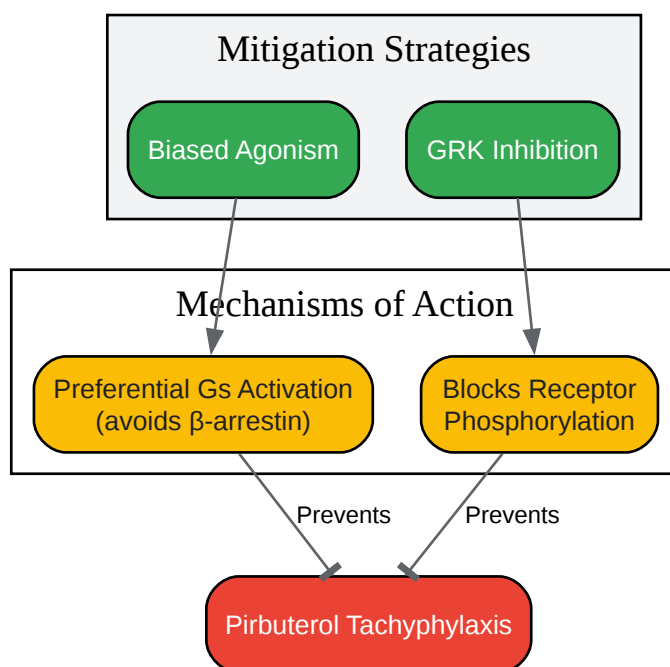 Mitigation Strategies
Biased Agonism
GRK Inhibition
Mechanisms of Action
Preferential Gs Activation
(avoids β-arrestin)
Blocks Receptor
Phosphorylation
Prevents
Prevents
Pirbuterol Tachyphylaxis